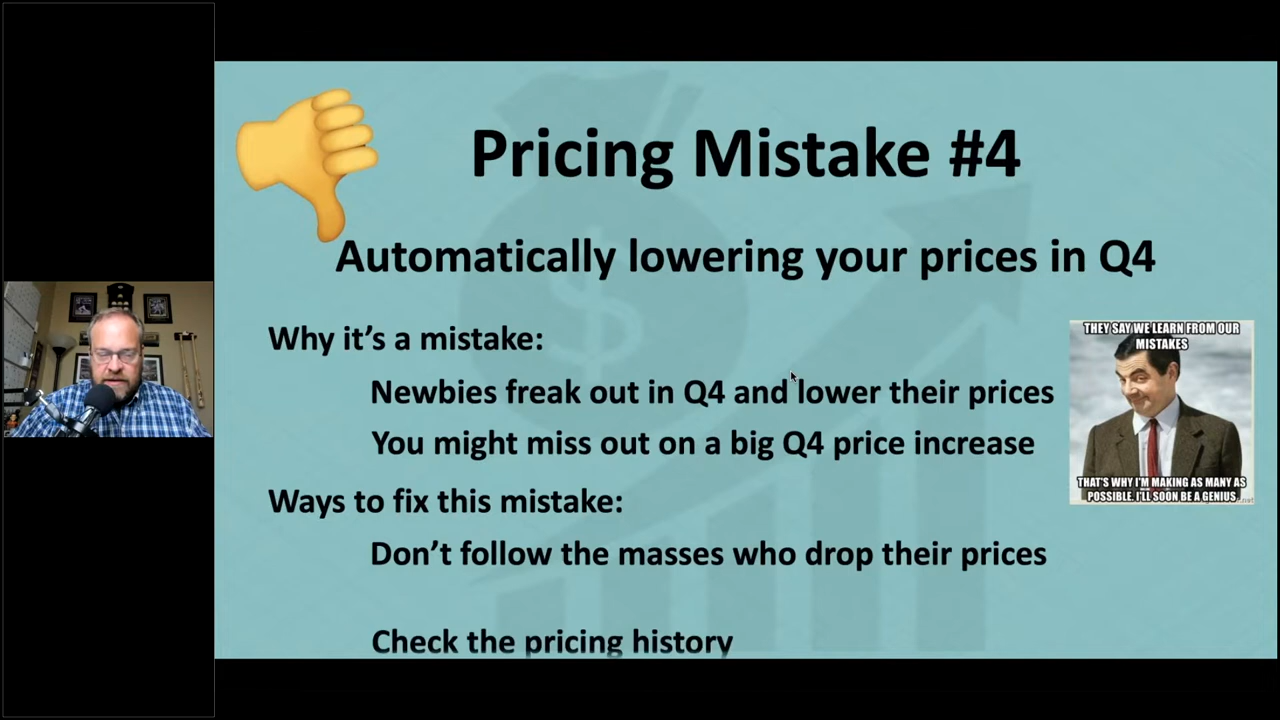 Pricing Mistake #4
Automatically lowering your prices in Q4
Why it's a mistake:
Newbies freak out in Q4 and lower their prices
You might miss out on a big Q4 price increase
Ways to fix this mistake:
Don't follow the masses who drop their prices
Check the pricing history
THEY SAY WE LEARN FROM OUR
MISTAKES
THAT'S WHY I'M MAKING AS MANY AS
POSSIBLE. I'LL SOON BE A GENIUS